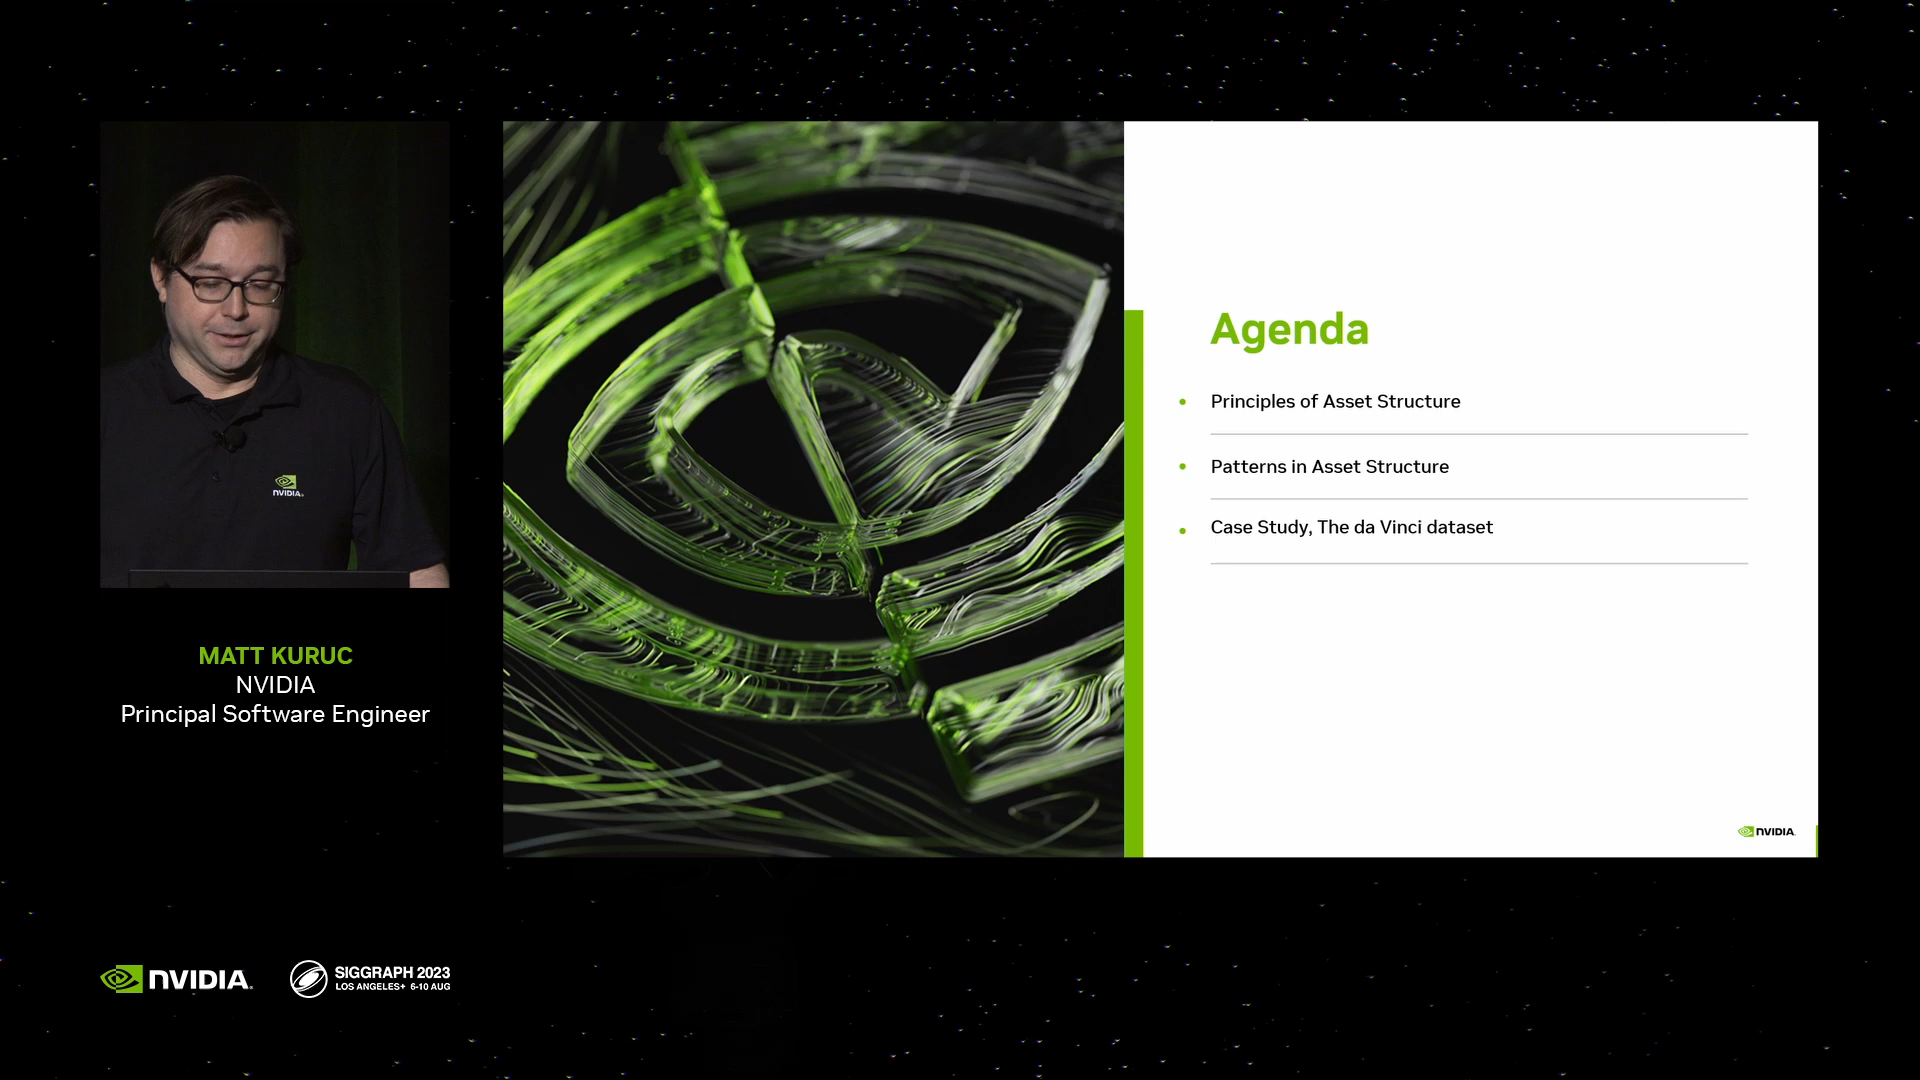 NVIDIA.
MATT KURUC
NVIDIA
Principal Software Engineer
Agenda
• Principles of Asset Structure
• Patterns in Asset Structure
• Case Study, The da Vinci dataset
NVIDIA.
NVIDIA.
SIGGRAPH 2023
LOS ANGELES+ 6-10 AUG